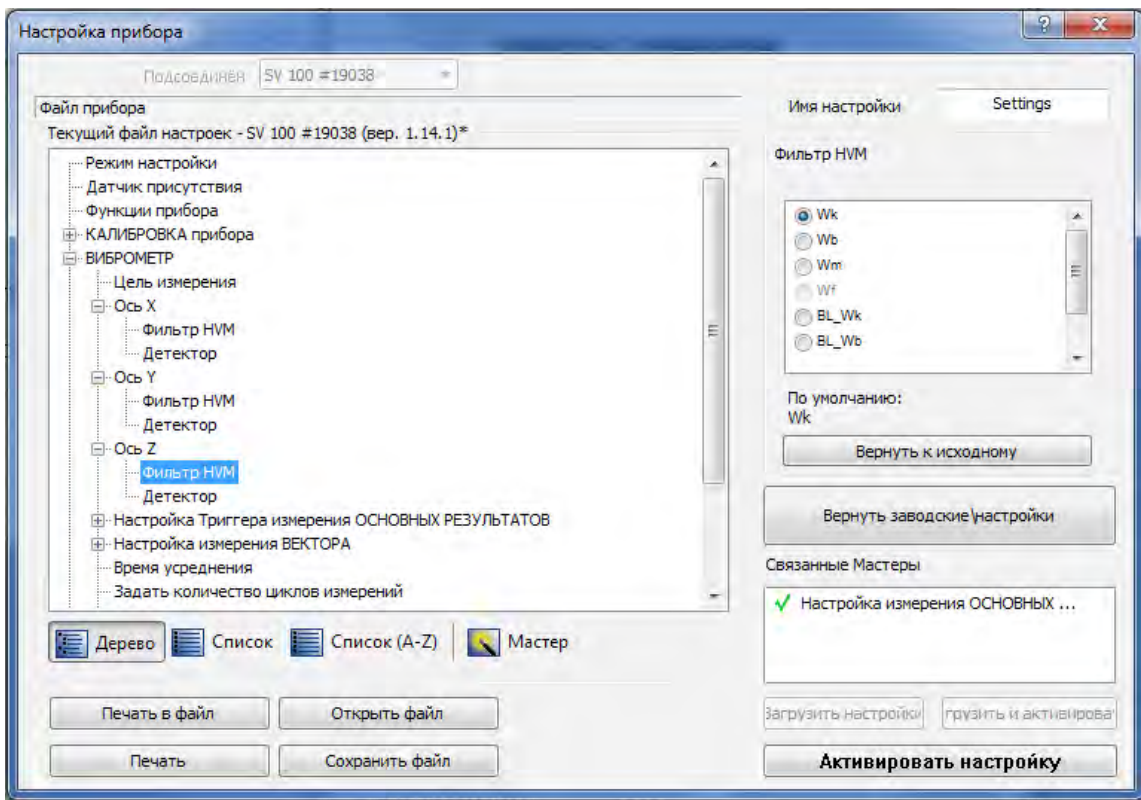 Настройка прибора
Подсоединён SV 100 #19038
Файл прибора
Текущий файл настроек - SV 100 #19038 (вер. 1.14.1)*
Режим настройки
Датчик присутствия
Функции прибора
КАЛИБРОВКА прибора
ВИБРОМЕТР
Цель измерения
Ось X
Фильтр HVM
Детектор
Ось Y
Фильтр HVM
Детектор
Ось Z
Фильтр HVM
Детектор
Настройка Триггера измерения ОСНОВНЫХ РЕЗУЛЬТАТОВ
Настройка измерения ВЕКТОРА
Время усреднения
Задать количество циклов измерений
Дерево Список Список (A-Z) Мастер
Печать в файл Открыть файл
Печать Сохранить файл
Имя настройки Settings
Фильтр HVM
Wk
Wb
Wm
Wf
BL_Wk
BL_Wb
По умолчанию:
Wk
Вернуть к исходному
Вернуть заводские\настройки
Связанные Мастеры
Настройка измерения ОСНОВНЫХ ...
Загрузить настройки грузить и активирова
Активировать настройку